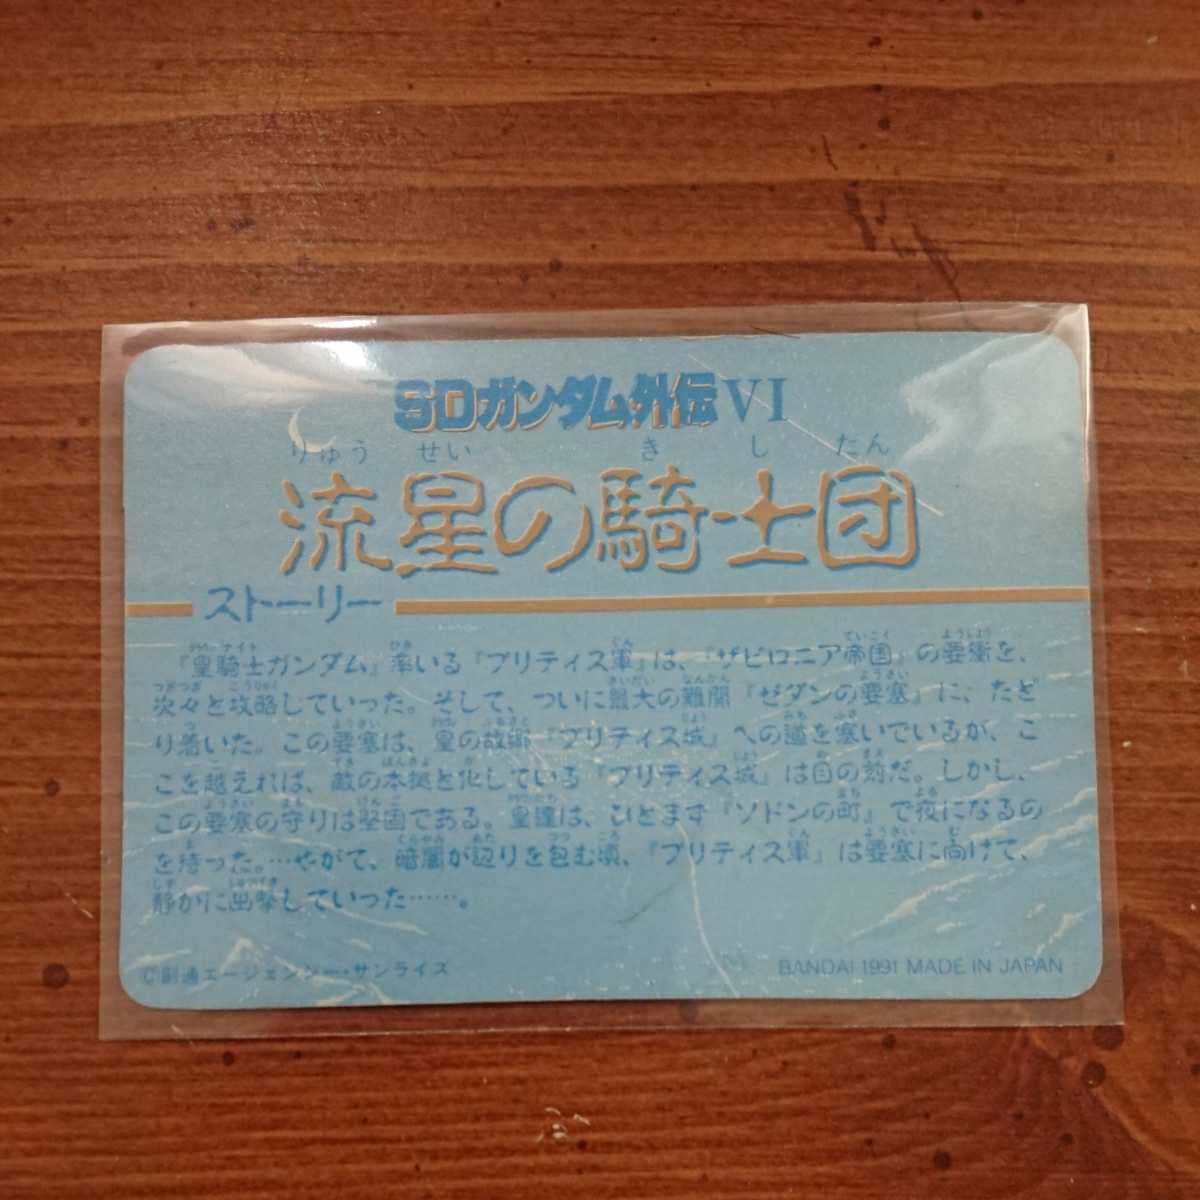 SDガンダム外伝 VI
りゅう せい き し だん
流星の騎士団
ストーリー
『皇騎士ガンダム』率いる『ブリティス軍』は、『ザビロニア帝国』の要衝を、
次々と攻略していった。そして、ついに最大の難関『ゼダンの要塞』に、たど
り着いた。この要塞は、皇の故郷『ブリティス城』への道を塞いでいるが、こ
こを越えれば、敵の本拠と化している『ブリティス城』は目の前だ。しかし、
この要塞の守りは堅固である。皇達は、ひとまず『ソドンの町』で夜になるの
を待った。…やがて、暗闇が辺りを包む頃、『ブリティス軍』は要塞に向けて、
静かに出撃していった……。
©創通エージェンシー・サンライズ
BANDAI 1991 MADE IN JAPAN